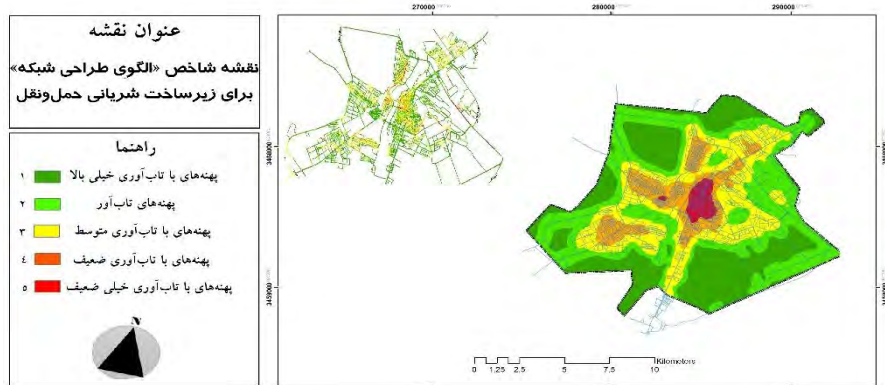 عنوان نقشه
نقشه شاخص «الگوی طراحی شبکه»
برای زیرساخت شریانی حمل‌ونقل
راهنما
پهنه‌های با تاب‌آوری خیلی بالا ۱
پهنه‌های تاب‌آور ۲
پهنه‌های با تاب‌آوری متوسط ۳
پهنه‌های با تاب‌آوری ضعیف ٤
پهنه‌های با تاب‌آوری خیلی ضعیف ٥
N
270000 280000 290000
Kilometers
0 1.25 2.5 5 7.5 10